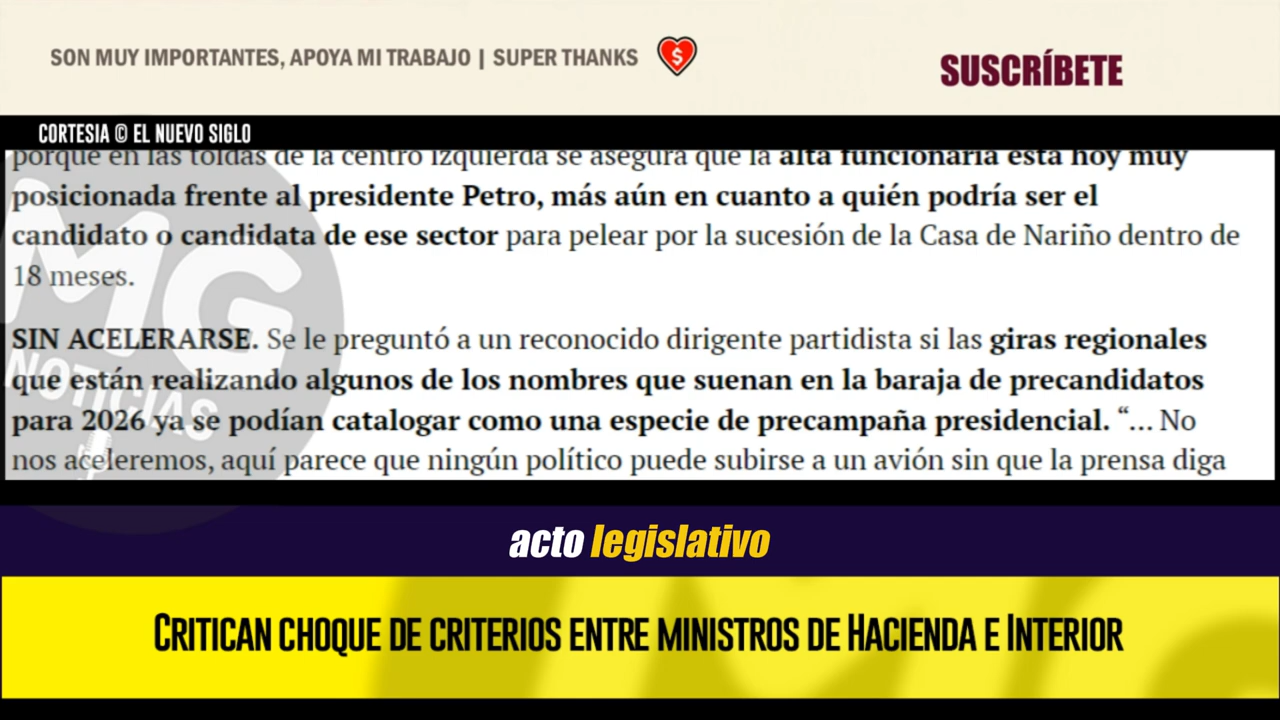 SON MUY IMPORTANTES, APOYA MI TRABAJO | SUPER THANKS
SUSCRÍBETE
CORTESIA © EL NUEVO SIGLO
porque en las toldas de la centro izquierda se asegura que la alta funcionaria está hoy muy
posicionada frente al presidente Petro, más aún en cuanto a quién podría ser el
candidato o candidata de ese sector para pelear por la sucesión de la Casa de Nariño dentro de
18 meses.
SIN ACELERARSE. Se le preguntó a un reconocido dirigente partidista si las giras regionales
que están realizando algunos de los nombres que suenan en la baraja de precandidatos
para 2026 ya se podían catalogar como una especie de precampaña presidencial. “... No
nos aceleremos, aquí parece que ningún político puede subirse a un avión sin que la prensa diga
MG
NOTICIAS
acto legislativo
CRITICAN CHOQUE DE CRITERIOS ENTRE MINISTROS DE HACIENDA E INTERIOR